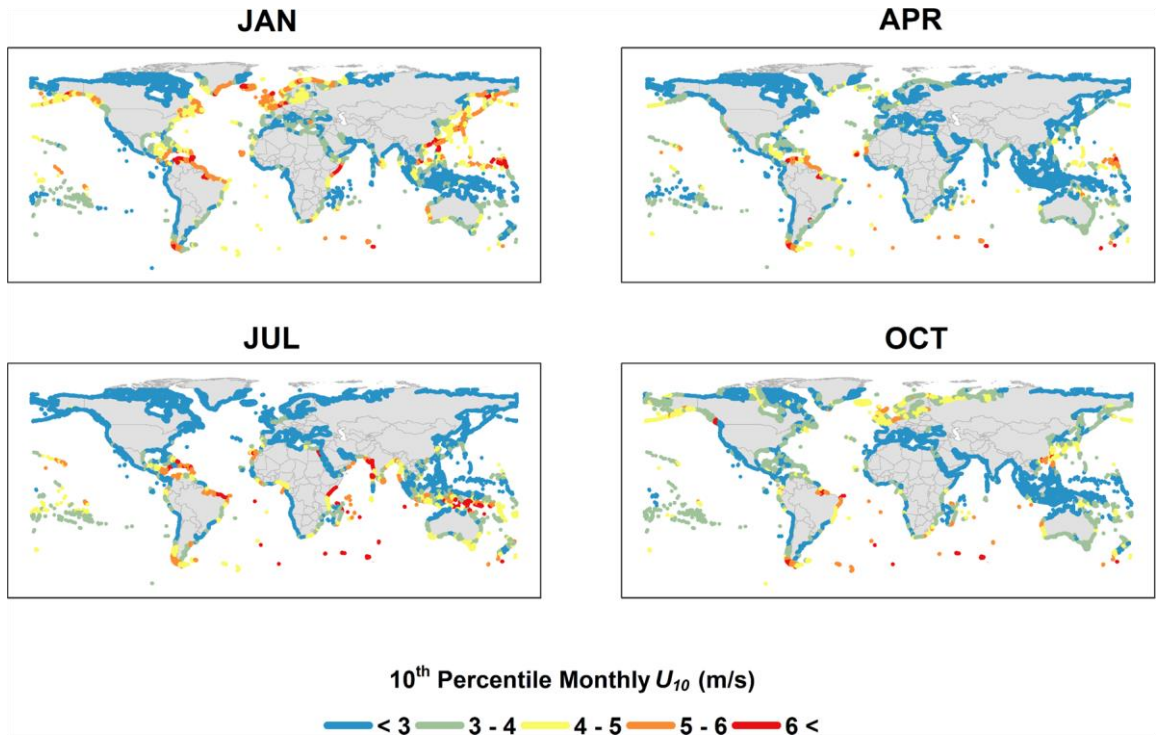 JAN
APR
JUL
OCT
10th Percentile Monthly U10 (m/s)
< 3 3 - 4 4 - 5 5 - 6 6 <